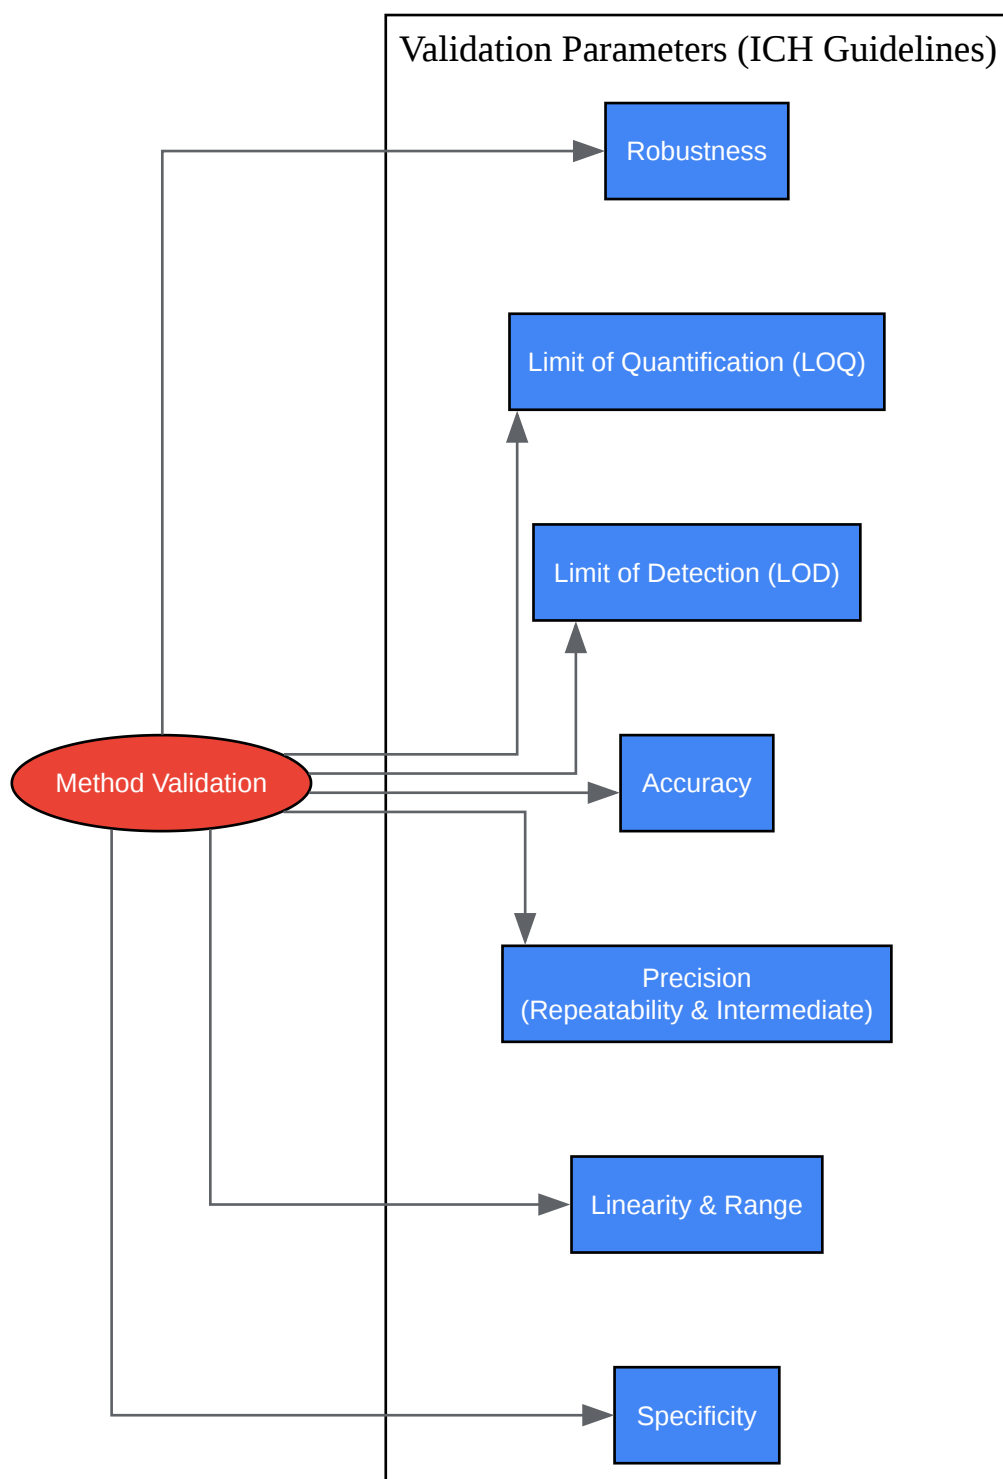 Validation Parameters (ICH Guidelines)
Robustness
Limit of Quantification (LOQ)
Limit of Detection (LOD)
Method Validation
Accuracy
Precision
(Repeatability & Intermediate)
Linearity & Range
Specificity